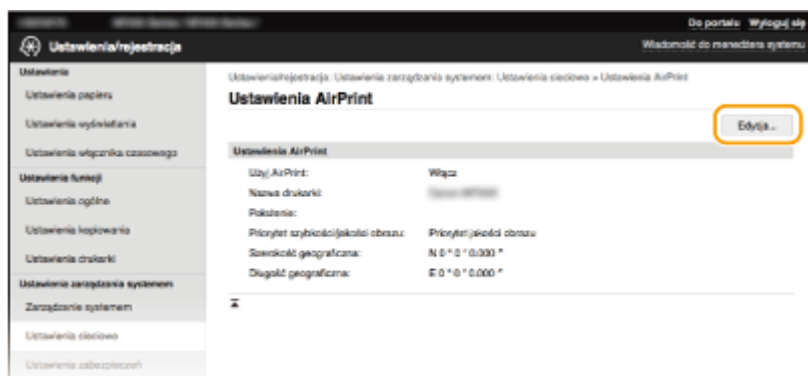 Do portalu Wyloguj się
Ustawienia/rejestracja
Wiadomość do menedżera systemu
Ustawienia
Ustawienia papieru
Ustawienia wyświetlania
Ustawienia włącznika czasowego
Ustawienia funkcji
Ustawienia ogólne
Ustawienia kopiowania
Ustawienia drukarki
Ustawienia zarządzania systemem
Zarządzanie systemem
Ustawienia sieciowe
Ustawienia zabezpieczeń
Ustawienia/rejestracja: Ustawienia zarządzania systemem: Ustawienia sieciowe > Ustawienia AirPrint
Ustawienia AirPrint
Edycja...
Ustawienia AirPrint
Użyj AirPrint: Włącz
Nazwa drukarki:
Położenie:
Priorytet szybkości/jakości obrazu: Priorytet jakości obrazu
Szerokość geograficzna: N 0 ° 0 ' 0.000 "
Długość geograficzna: E 0 ° 0 ' 0.000 "